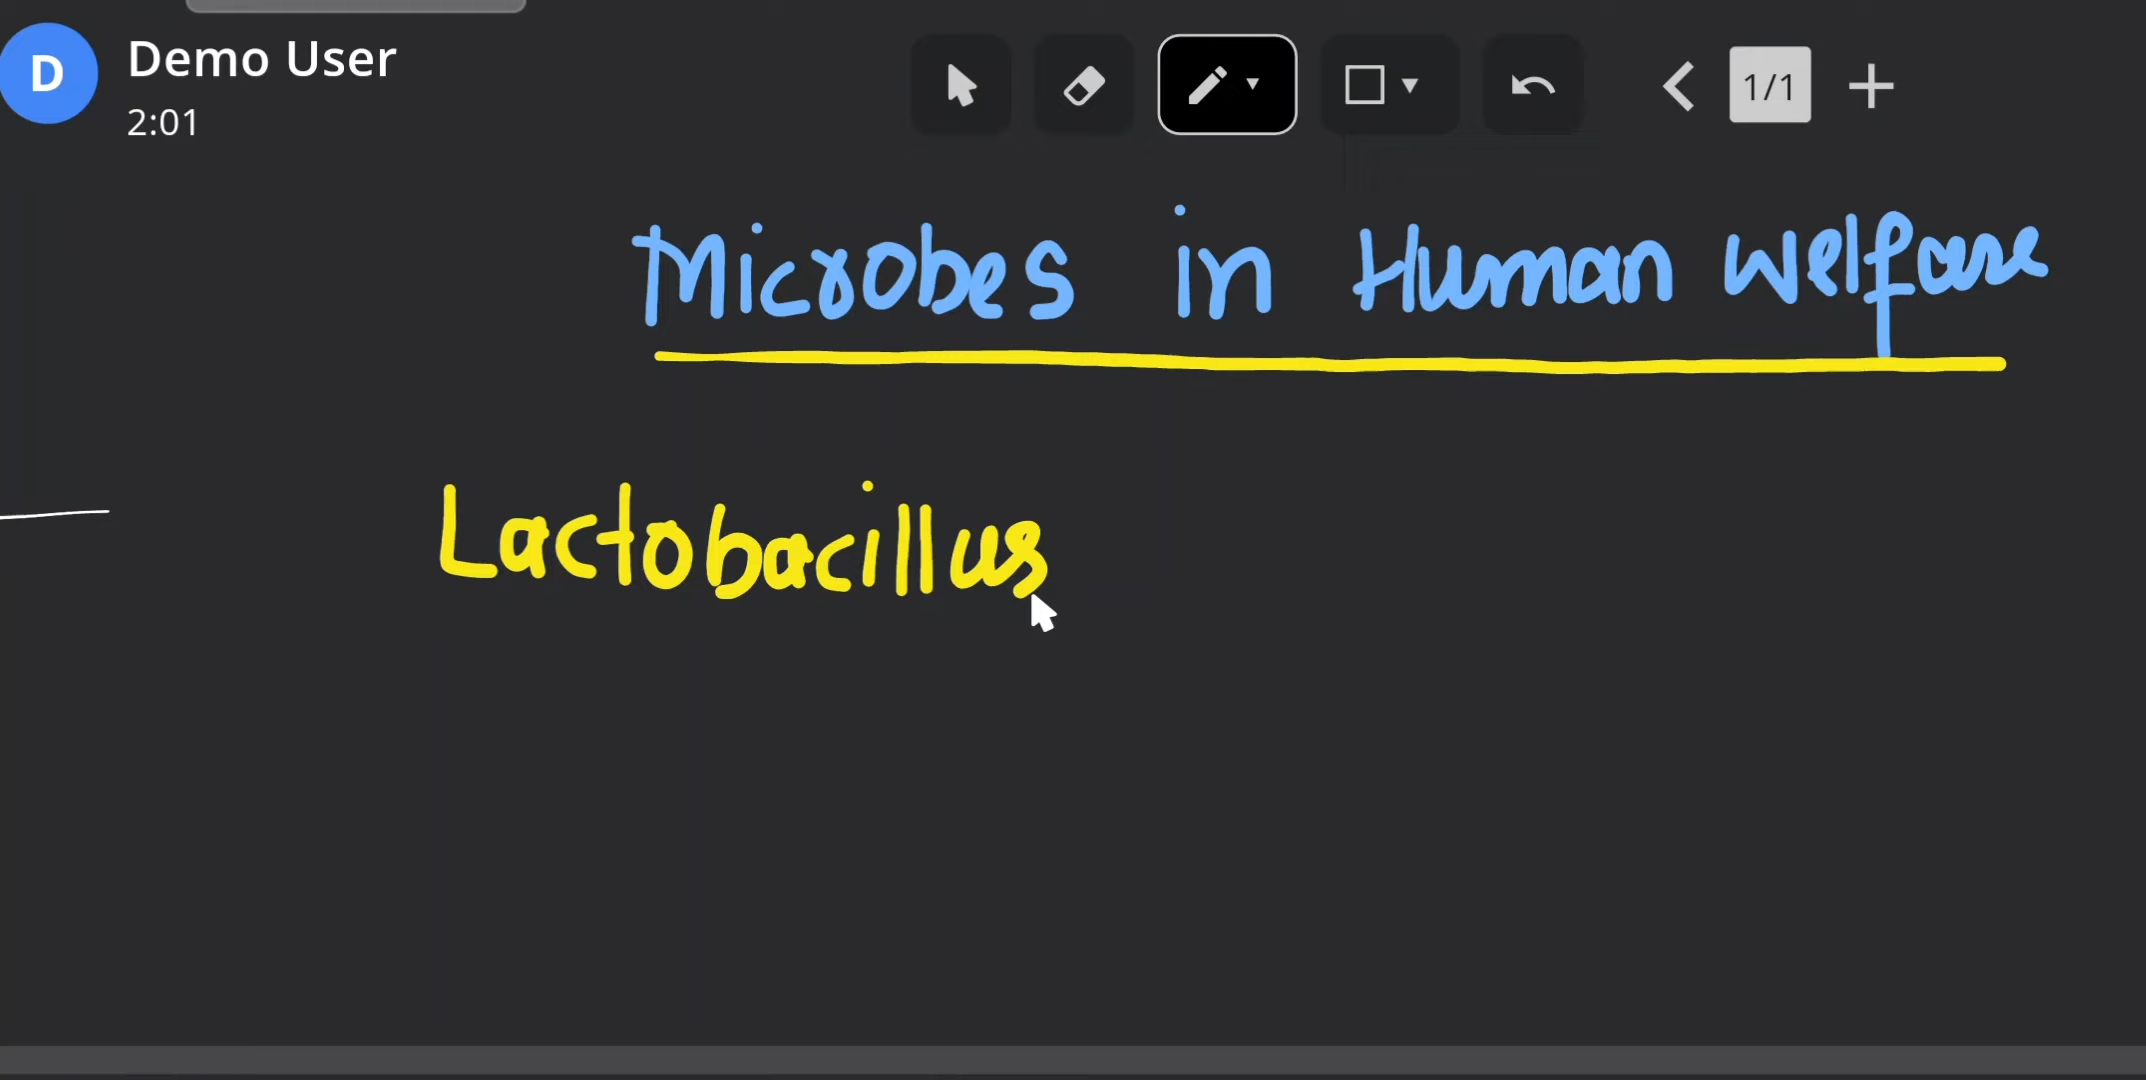 D
Demo User
2:01
1/1
Microbes in Human Welfare
Lactobacillus